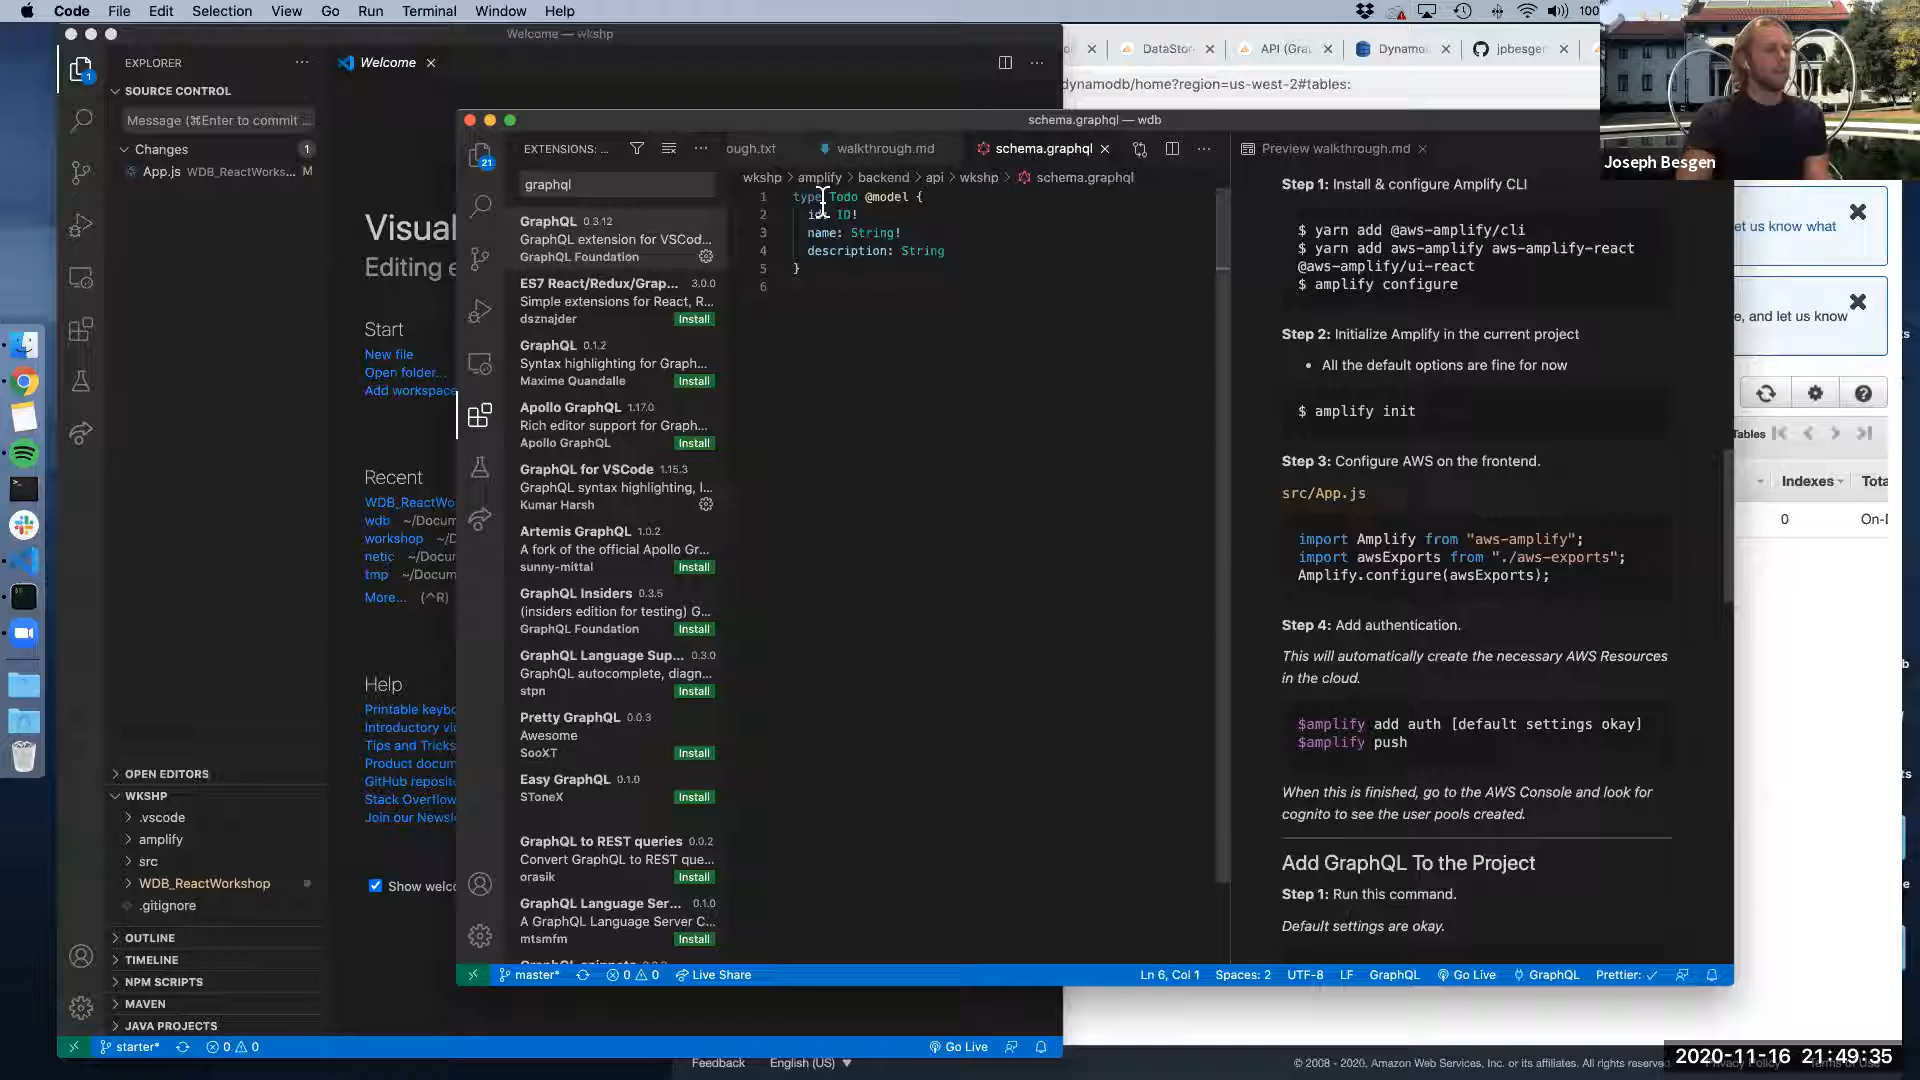 Code File Edit Selection View Go Run Terminal Window Help
100
Welcome — wkshp
EXPLORER
Welcome
SOURCE CONTROL
Message (⌘Enter to commit ...
Changes 1
App.js WDB_ReactWorks... M
Start
New file
Open folder...
Add workspace
Recent
WDB_ReactWo
wdb ~/Docum
workshop ~/D
netic ~/Docum
tmp ~/Docum
More... (^R)
Help
Printable keybo
Introductory vi
Tips and Tricks
Product docum
GitHub reposit
Stack Overflow
Join our Newsl
Show welco
OPEN EDITORS
WKSHP
.vscode
amplify
src
WDB_ReactWorkshop
.gitignore
OUTLINE
TIMELINE
NPM SCRIPTS
MAVEN
JAVA PROJECTS
starter* 0 0 Go Live
DataStor
API (Gra
Dynamo
jpbesger
dynamodb/home?region=us-west-2#tables:
schema.graphql — wdb
EXTENSIONS: ...
graphql
GraphQL 0.3.12
GraphQL extension for VSCod...
GraphQL Foundation
ES7 React/Redux/Grap... 3.0.0
Simple extensions for React, R...
dsznajder Install
GraphQL 0.1.2
Syntax highlighting for Graph...
Maxime Quandalle Install
Apollo GraphQL 1.17.0
Rich editor support for Graph...
Apollo GraphQL Install
GraphQL for VSCode 1.15.3
GraphQL syntax highlighting, l...
Kumar Harsh
Artemis GraphQL 1.0.2
A fork of the official Apollo Gr...
sunny-mittal Install
GraphQL Insiders 0.3.5
(insiders edition for testing) G...
GraphQL Foundation Install
GraphQL Language Sup... 0.3.0
GraphQL autocomplete, diagn...
stpn Install
Pretty GraphQL 0.0.3
Awesome
SooXT Install
Easy GraphQL 0.1.0
SToneX Install
GraphQL to REST queries 0.0.2
Convert GraphQL to REST que...
orasik Install
GraphQL Language Ser... 0.1.0
A GraphQL Language Server C...
mtsmfm Install
ough.txt walkthrough.md schema.graphql
wkshp > amplify > backend > api > wkshp > schema.graphql
1 type Todo @model {
2 id: ID!
3 name: String!
4 description: String
5 }
6
Preview walkthrough.md
Step 1: Install & configure Amplify CLI
$ yarn add @aws-amplify/cli
$ yarn add aws-amplify aws-amplify-react
@aws-amplify/ui-react
$ amplify configure
Step 2: Initialize Amplify in the current project
• All the default options are fine for now
$ amplify init
Step 3: Configure AWS on the frontend.
src/App.js
import Amplify from "aws-amplify";
import awsExports from "./aws-exports";
Amplify.configure(awsExports);
Step 4: Add authentication.
This will automatically create the necessary AWS Resources
in the cloud.
$amplify add auth [default settings okay]
$amplify push
When this is finished, go to the AWS Console and look for
cognito to see the user pools created.
Add GraphQL To the Project
Step 1: Run this command.
Default settings are okay.
master* 0 0 Live Share Ln 6, Col 1 Spaces: 2 UTF-8 LF GraphQL Go Live GraphQL Prettier: ✓
Joseph Besgen
et us know what
e, and let us know
Tables
Indexes Tota
0 On-D
Feedback English (US)
© 2008 - 2020, Amazon Web Services, Inc. or its affiliates. All rights reserved
2020-11-16 21:49:35